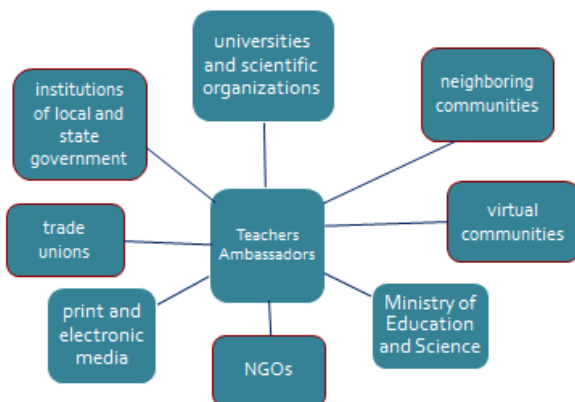 universities
and scientific
organizations
neighboring
communities
institutions
of local and
state
government
virtual
communities
trade
unions
Teachers
Ambassadors
print and
electronic
media
NGOs
Ministry of
Education
and Science